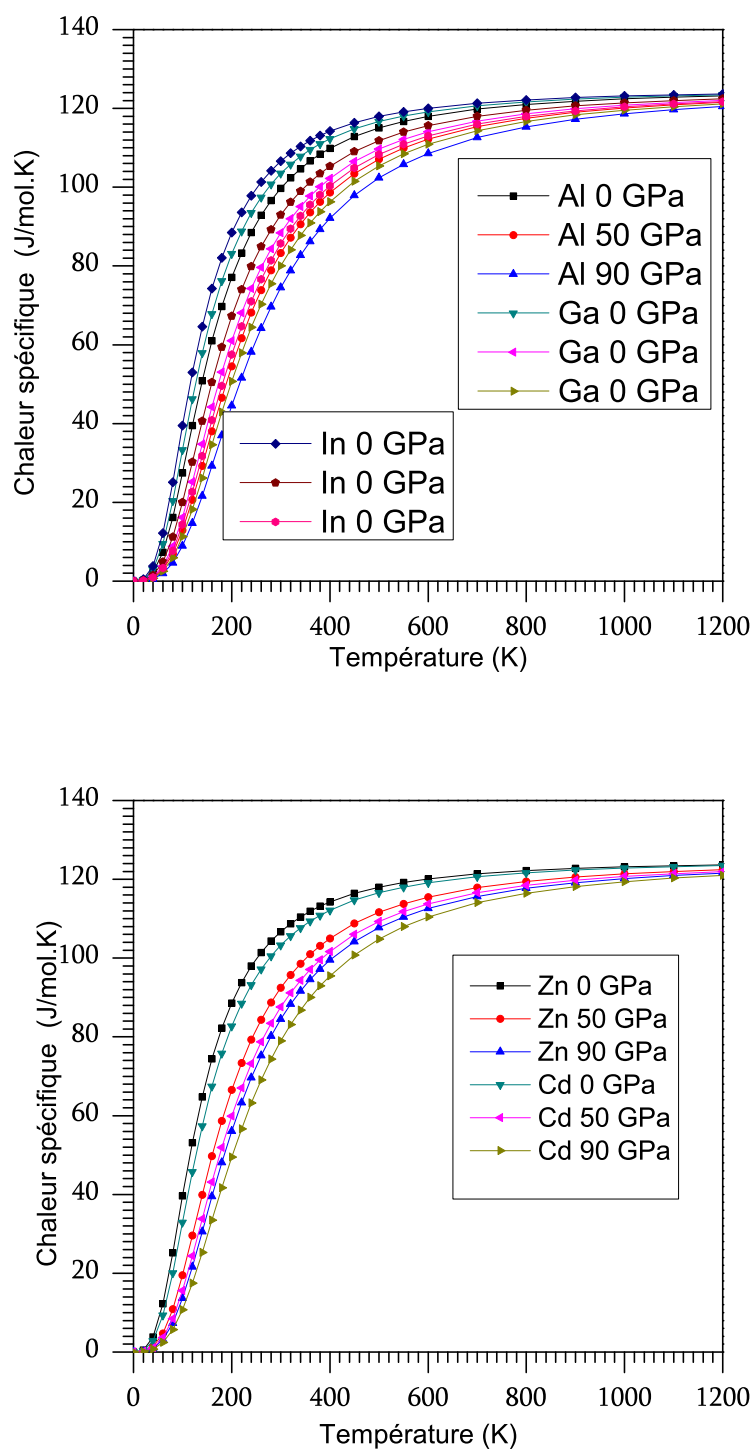 140
120
100
80
60
40
20
0
Chaleur spécifique (J/mol.K)
Al 0 GPa
Al 50 GPa
Al 90 GPa
Ga 0 GPa
Ga 0 GPa
Ga 0 GPa
In 0 GPa
In 0 GPa
In 0 GPa
0 200 400 600 800 1000 1200
Température (K)
140
120
100
80
60
40
20
0
Chaleur spécifique (J/mol.K)
Zn 0 GPa
Zn 50 GPa
Zn 90 GPa
Cd 0 GPa
Cd 50 GPa
Cd 90 GPa
0 200 400 600 800 1000 1200
Température (K)